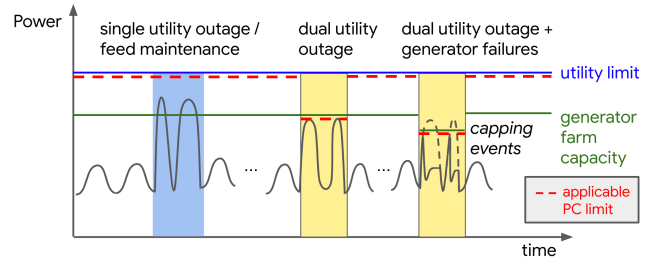 Power
single utility outage /
feed maintenance
dual utility
outage
dual utility outage +
generator failures
utility limit
generator
farm
capacity
capping
events
...
...
applicable
PC limit
time